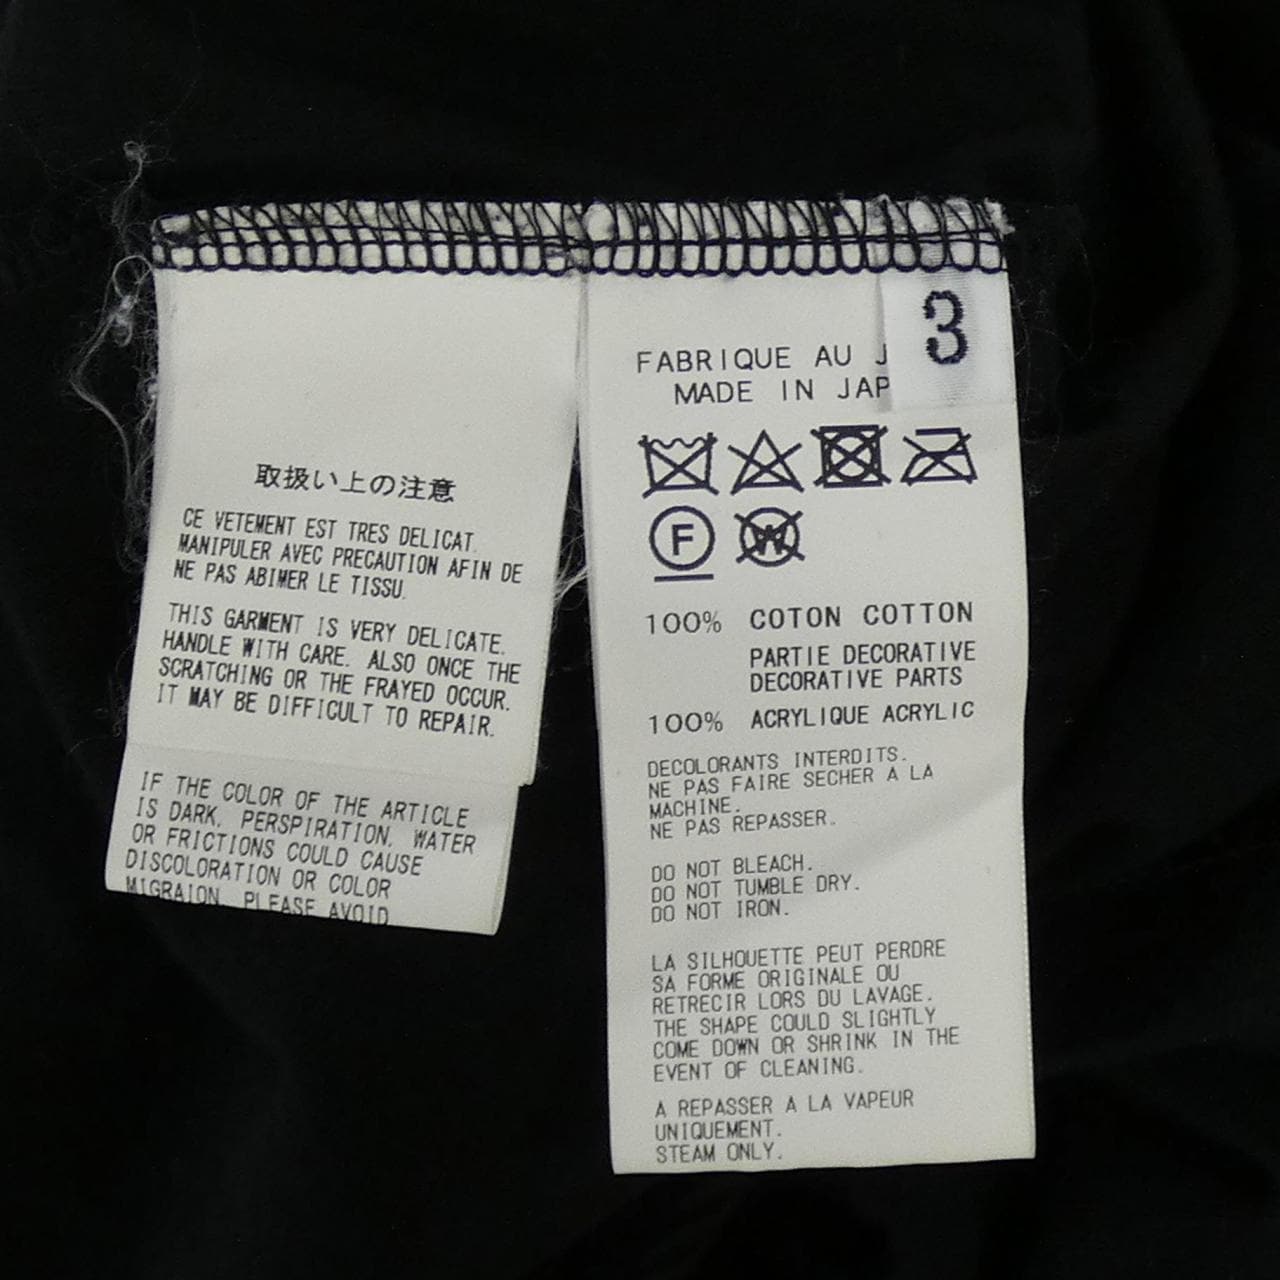 取扱い上の注意
CE VETEMENT EST TRES DELICAT.
MANIPULER AVEC PRECAUTION AFIN DE
NE PAS ABIMER LE TISSU.
THIS GARMENT IS VERY DELICATE.
HANDLE WITH CARE. ALSO ONCE THE
SCRATCHING OR THE FRAYED OCCUR.
IT MAY BE DIFFICULT TO REPAIR.
IF THE COLOR OF THE ARTICLE
IS DARK. PERSPIRATION. WATER
OR FRICTIONS COULD CAUSE
DISCOLORATION OR COLOR
MIGRAION. PLEASE AVOID
3
FABRIQUE AU J
MADE IN JAP
F
W
100% COTON COTTON
PARTIE DECORATIVE
DECORATIVE PARTS
100% ACRYLIQUE ACRYLIC
DECOLORANTS INTERDITS.
NE PAS FAIRE SECHER A LA
MACHINE.
NE PAS REPASSER.
DO NOT BLEACH.
DO NOT TUMBLE DRY.
DO NOT IRON.
LA SILHOUETTE PEUT PERDRE
SA FORME ORIGINALE OU
RETRECIR LORS DU LAVAGE.
THE SHAPE COULD SLIGHTLY
COME DOWN OR SHRINK IN THE
EVENT OF CLEANING.
A REPASSER A LA VAPEUR
UNIQUEMENT.
STEAM ONLY.